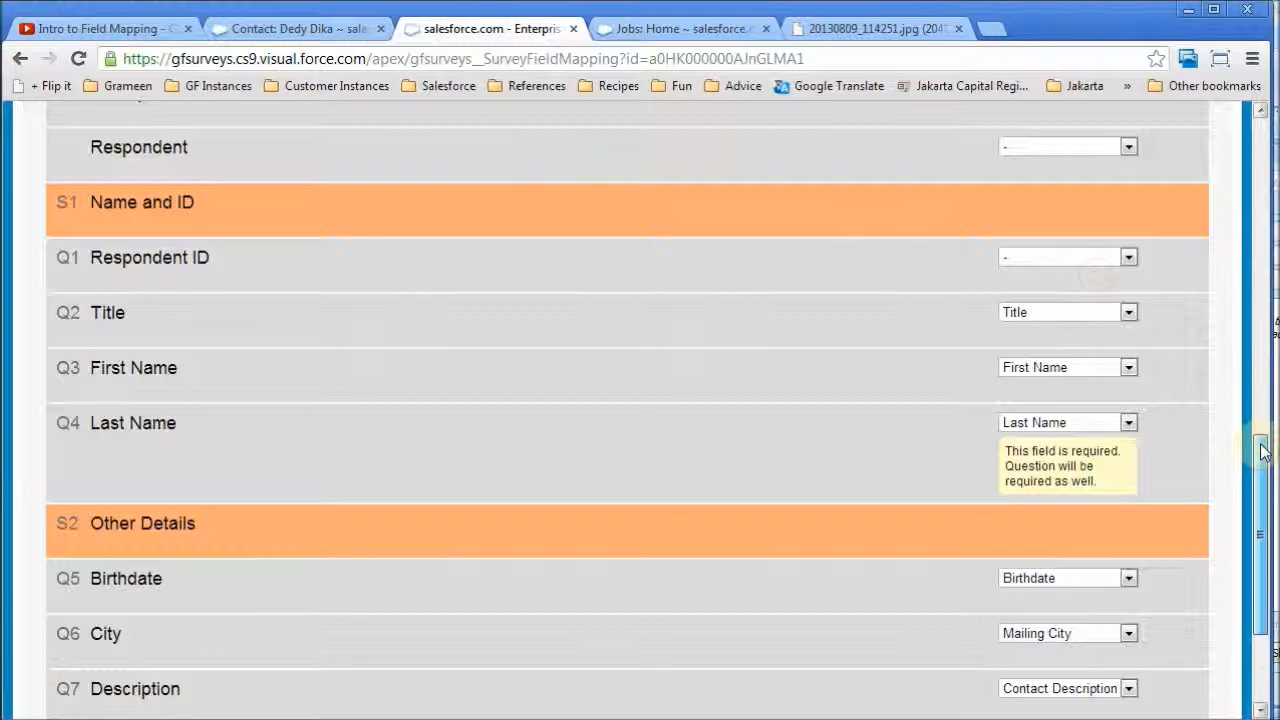 Intro to Field Mapping -
Contact: Dedy Dika ~ sale
salesforce.com - Enterpris
Jobs: Home ~ salesforce.
20130809_114251.jpg (204
https://gfsurveys.cs9.visual.force.com/apex/gfsurveys__S FieldMapping?id=a0HK000000AJnGLMA1
+ Flip it
Grameen
GF Instances
Customer Instances
Salesforce
References
Recipes
Fun
Advice
Google Translate
Jakarta Capital Regi...
Jakarta
»
Other bookmarks
Respondent -
S1 Name and ID
Q1 Respondent ID -
Q2 Title Title
Q3 First Name First Name
Q4 Last Name Last Name
This field is required.
Question will be
required as well.
S2 Other Details
Q5 Birthdate Birthdate
Q6 City Mailing City
Q7 Description Contact Description